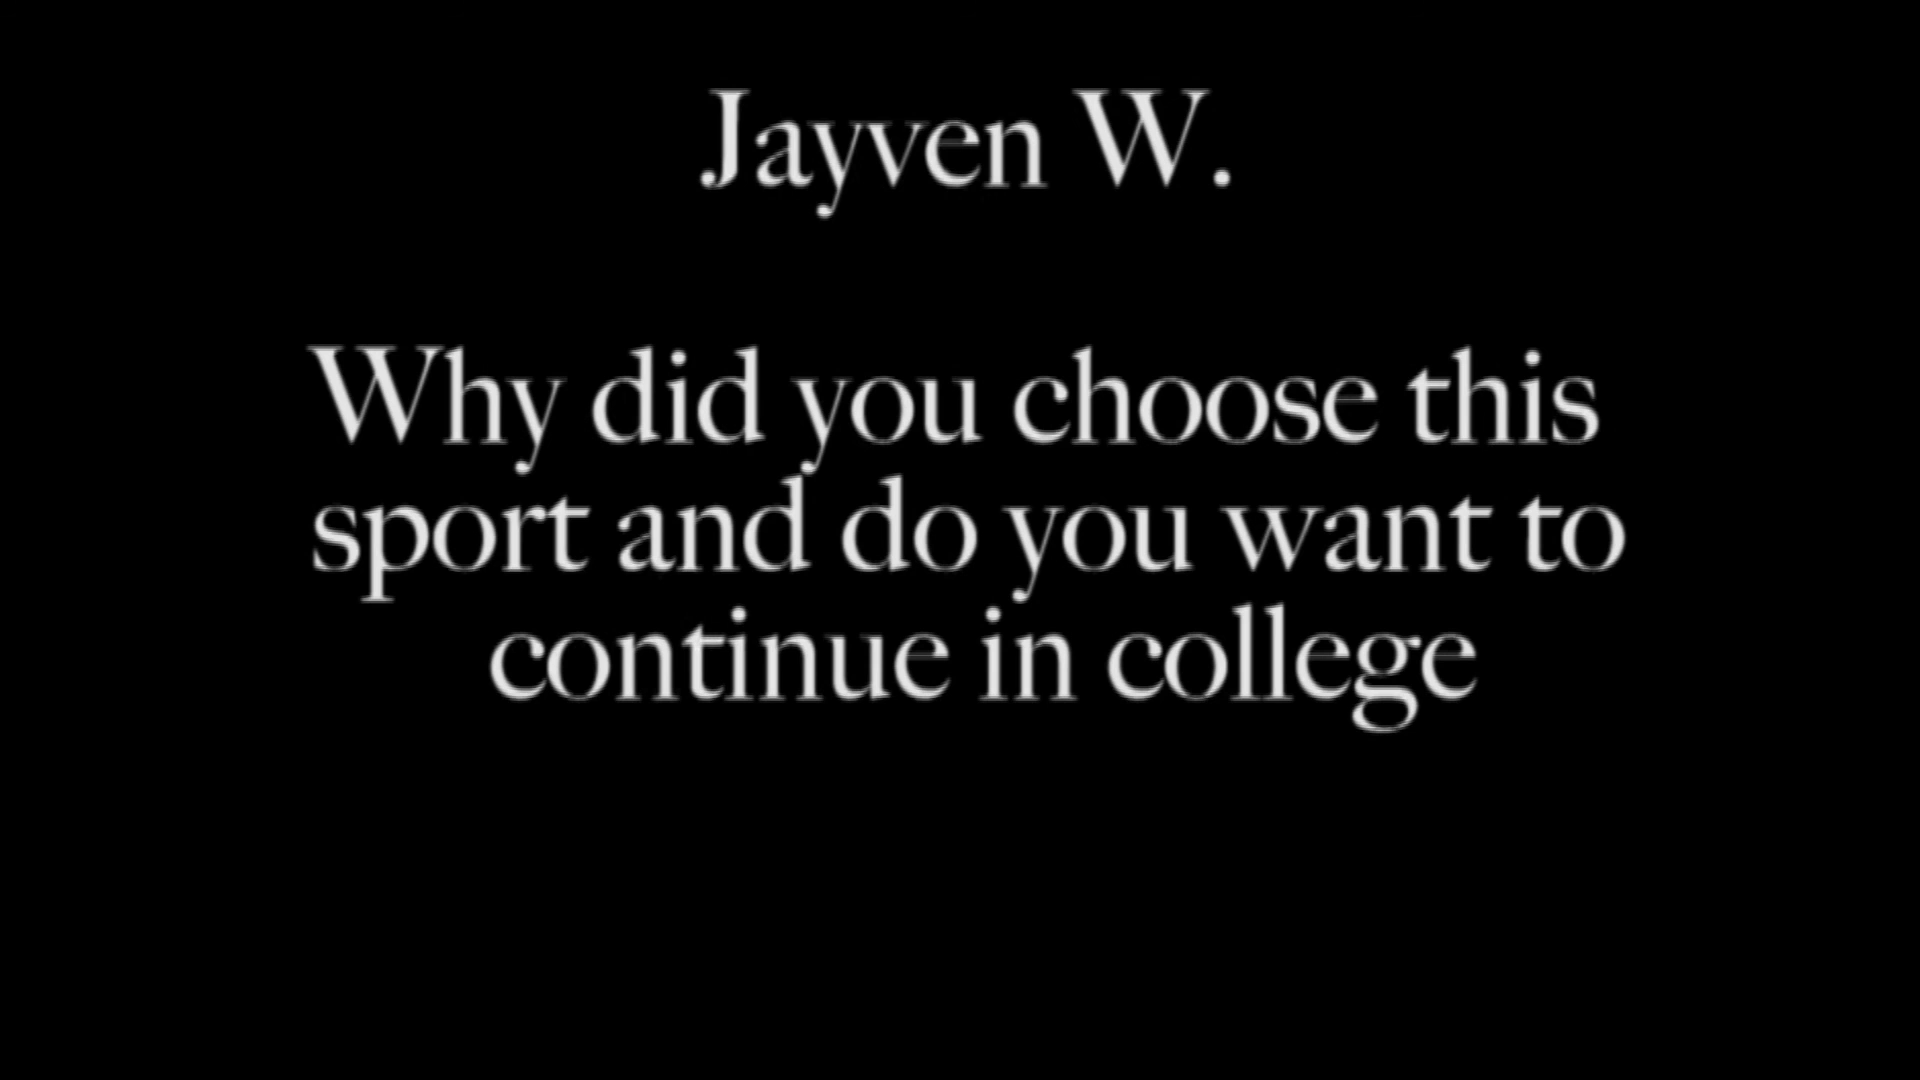 Jayven W.
Why did you choose this
sport and do you want to
continue in college